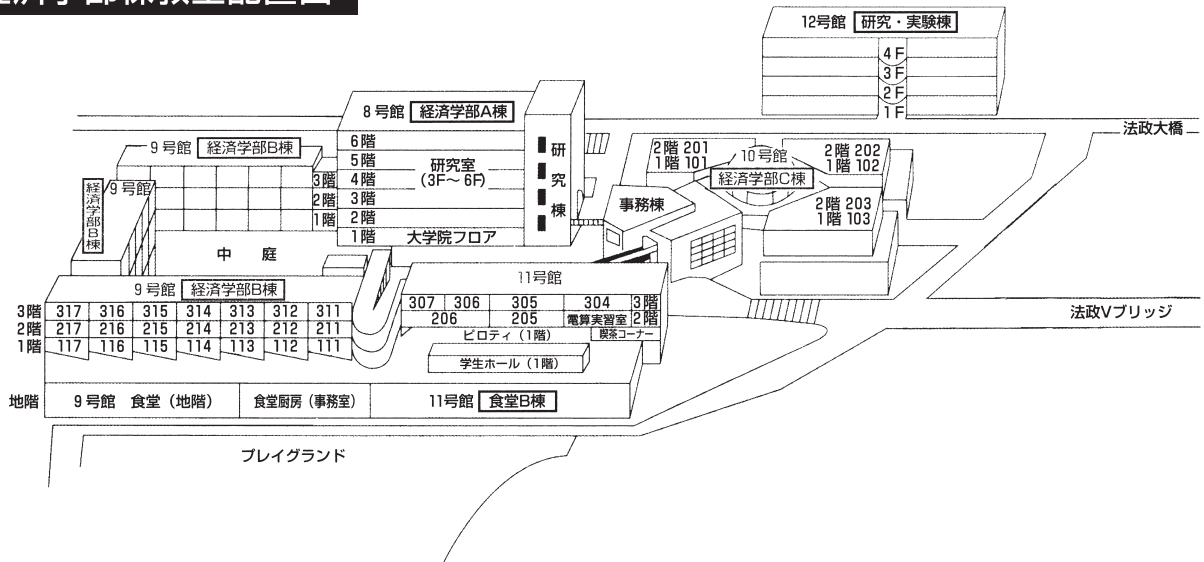 済学部棟教室配置図
12号館 研究・実験棟
4F
3F
2F
1F
法政大橋
8号館 経済学部A棟
6階
5階
4階
3階
2階
1階
研究室
(3F～6F)
大学院フロア
研究棟
9号館 経済学部B棟
3階
2階
1階
9号館
経済学部B棟
中庭
2階 201
1階 101
10号館
経済学部C棟
2階 202
1階 102
2階 203
1階 103
事務棟
法政Vブリッジ
9号館 経済学部B棟
3階 317 316 315 314 313 312 311
2階 217 216 215 214 213 212 211
1階 117 116 115 114 113 112 111
11号館
307 306 305 304 3階
206 205 電算実習室 2階
ピロティ（1階） 喫茶コーナー
学生ホール（1階）
地階 9号館 食堂（地階） 食堂厨房（事務室） 11号館 食堂B棟
プレイグランド